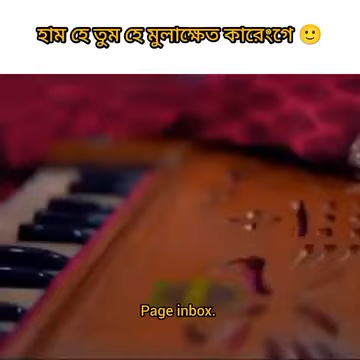 হাম হে তুম হে মুলাক্ষেত কারেংগে 🙂
Page inbox.